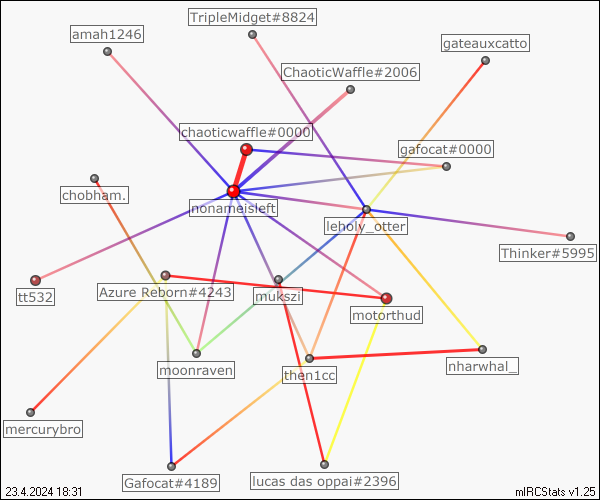 TripleMidget#8824
amah1246
gateauxcatto
ChaoticWaffle#2006
chaoticwaffle#0000
gafocat#0000
chobham.
nonameisleft
leholy_otter
Thinker#5995
tt532
Azure Reborn#4243
mukszi
motorthud
moonraven
then1cc
nharwhal_
mercurybro
Gafocat#4189
lucas das oppai#2396
23.4.2024 18:31
mIRCStats v1.25